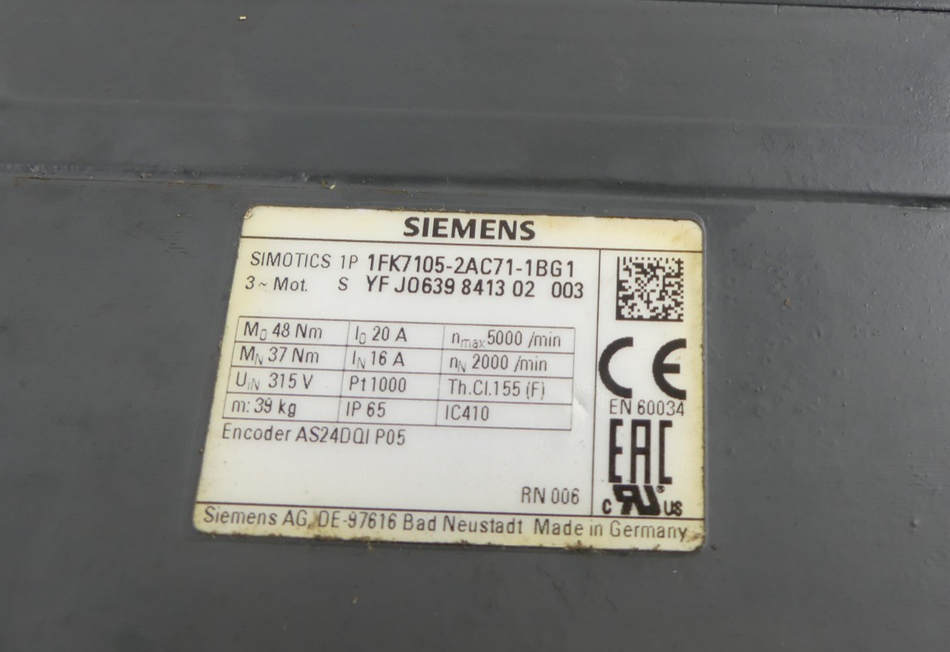 SIEMENS
SIMOTICS 1P 1FK7105-2AC71-1BG1
3 ~ Mot. S YF J0639 8413 02 003
M0 48 Nm I0 20 A nmax 5000 /min
MN 37 Nm IN 16 A nN 2000 /min
UIN 315 V Pt1000 Th.Cl.155 (F)
m: 39 kg IP 65 IC410
Encoder AS24DQI P05
RN 006
CE
EN 60034
EAC
c RU US
Siemens AG, DE-97616 Bad Neustadt Made in Germany